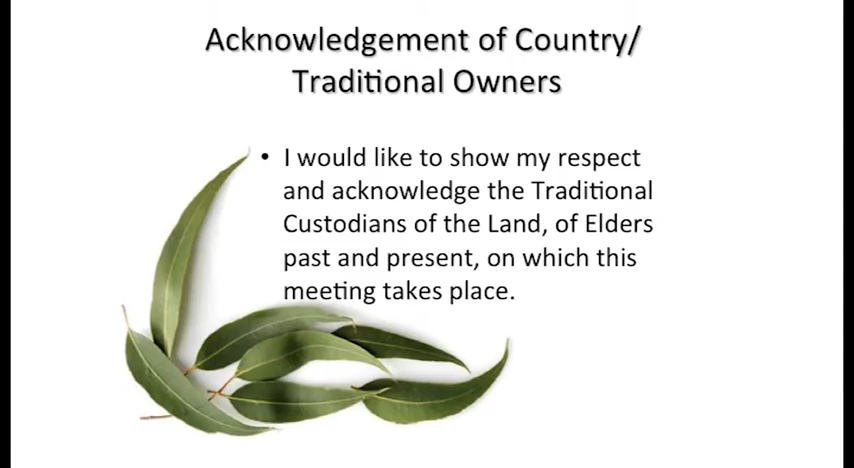 Acknowledgement of Country/
Traditional Owners
• I would like to show my respect
and acknowledge the Traditional
Custodians of the Land, of Elders
past and present, on which this
meeting takes place.